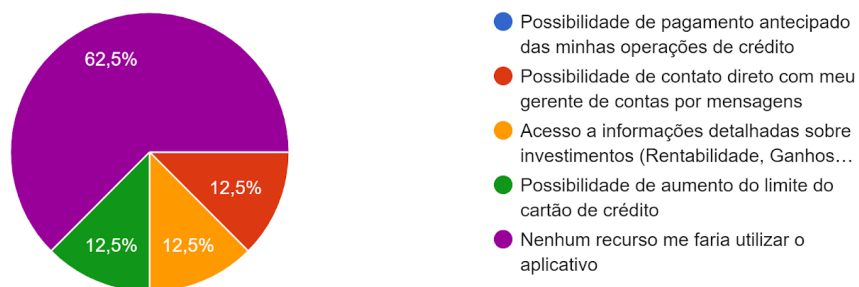 62,5%
12,5%
12,5%
12,5%
Possibilidade de pagamento antecipado
das minhas operações de crédito
Possibilidade de contato direto com meu
gerente de contas por mensagens
Acesso a informações detalhadas sobre
investimentos (Rentabilidade, Ganhos…
Possibilidade de aumento do limite do
cartão de crédito
Nenhum recurso me faria utilizar o
aplicativo